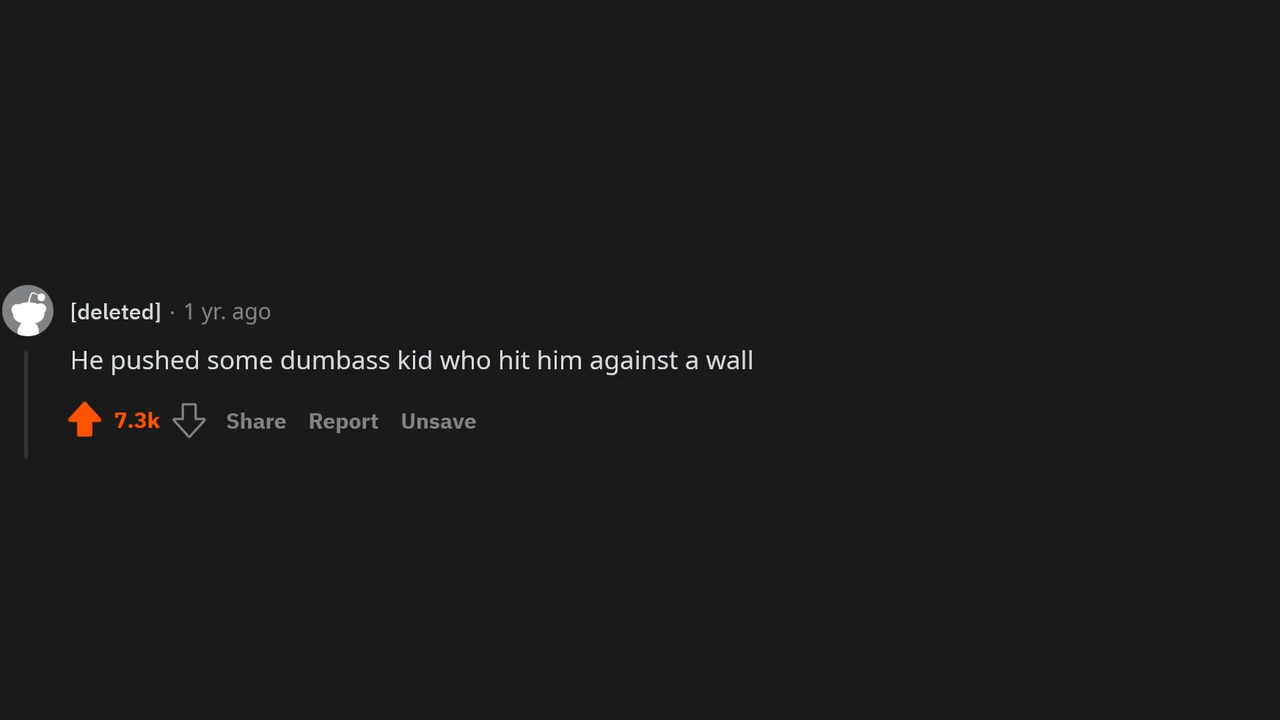 [deleted] · 1 yr. ago
He pushed some dumbass kid who hit him against a wall
7.3k Share Report Unsave